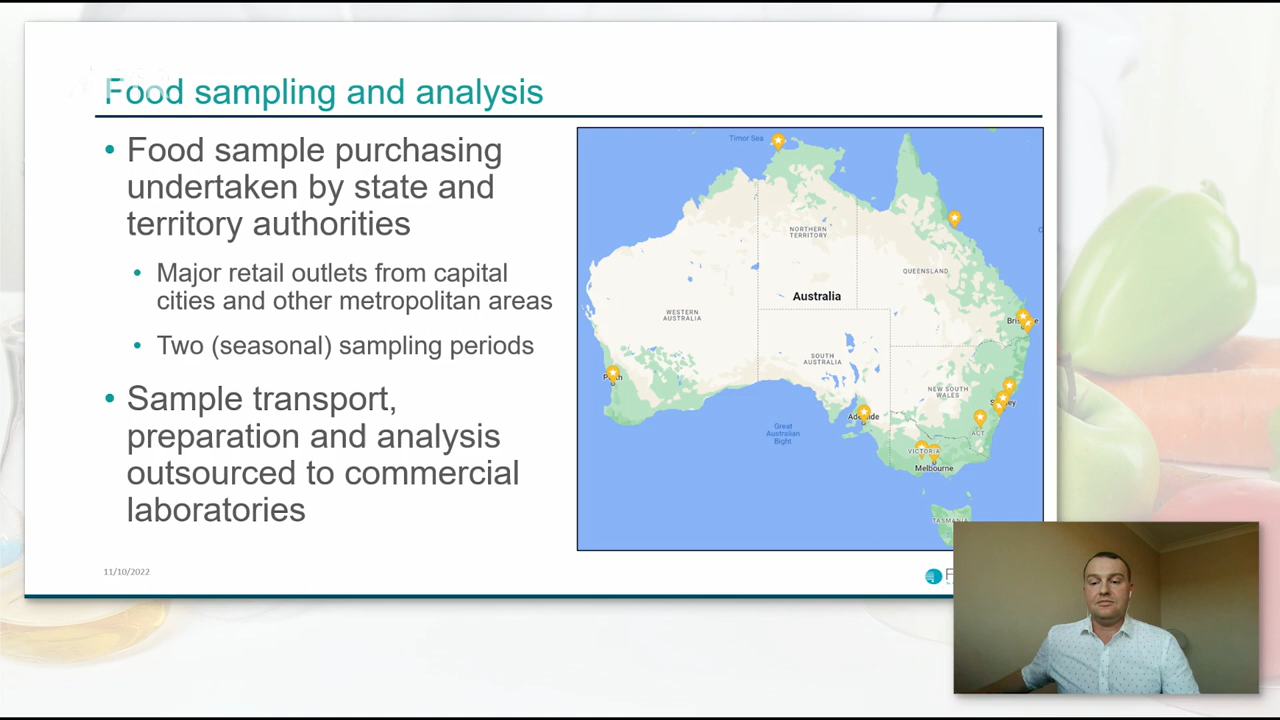 Food sampling and analysis
• Food sample purchasing
undertaken by state and
territory authorities
• Major retail outlets from capital
cities and other metropolitan areas
• Two (seasonal) sampling periods
• Sample transport,
preparation and analysis
outsourced to commercial
laboratories
Timor Sea
NORTHERN
TERRITORY
QUEENSLAND
Australia
WESTERN
AUSTRALIA
SOUTH
AUSTRALIA
NEW SOUTH
WALES
Adelaide
Great
Australian
Bight
ACT
VICTORIA
Melbourne
TASMANIA
11/10/2022